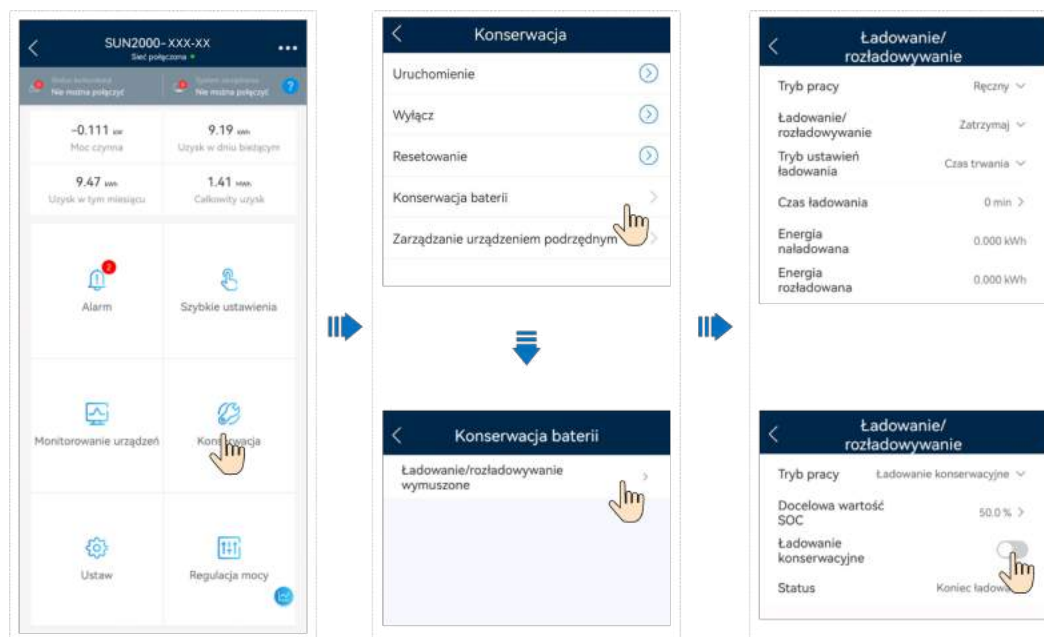 SUN2000-XXX-XX
Sieć połączona
Nie można połączyć
Nie można połączyć
-0.111 kW
Moc czynna
9.19 kWh
Uzysk w dniu bieżącym
9.47 kWh
Uzysk w tym miesiącu
1.41 MWh
Całkowity uzysk
2
Alarm
Szybkie ustawienia
Monitorowanie urządzeń
Konserwacja
Ustaw
Regulacja mocy
Konserwacja
Uruchomienie
Wyłącz
Resetowanie
Konserwacja baterii
Zarządzanie urządzeniem podrzędnym
Konserwacja baterii
Ładowanie/rozładowywanie
wymuszone
Ładowanie/
rozładowywanie
Tryb pracy
Ręczny
Ładowanie/
rozładowywanie
Zatrzymaj
Tryb ustawień
ładowania
Czas trwania
Czas ładowania
0 min
Energia
naładowana
0.000 kWh
Energia
rozładowana
0.000 kWh
Ładowanie/
rozładowywanie
Tryb pracy
Ładowanie konserwacyjne
Docelowa wartość
SOC
50.0 %
Ładowanie
konserwacyjne
Status
Koniec